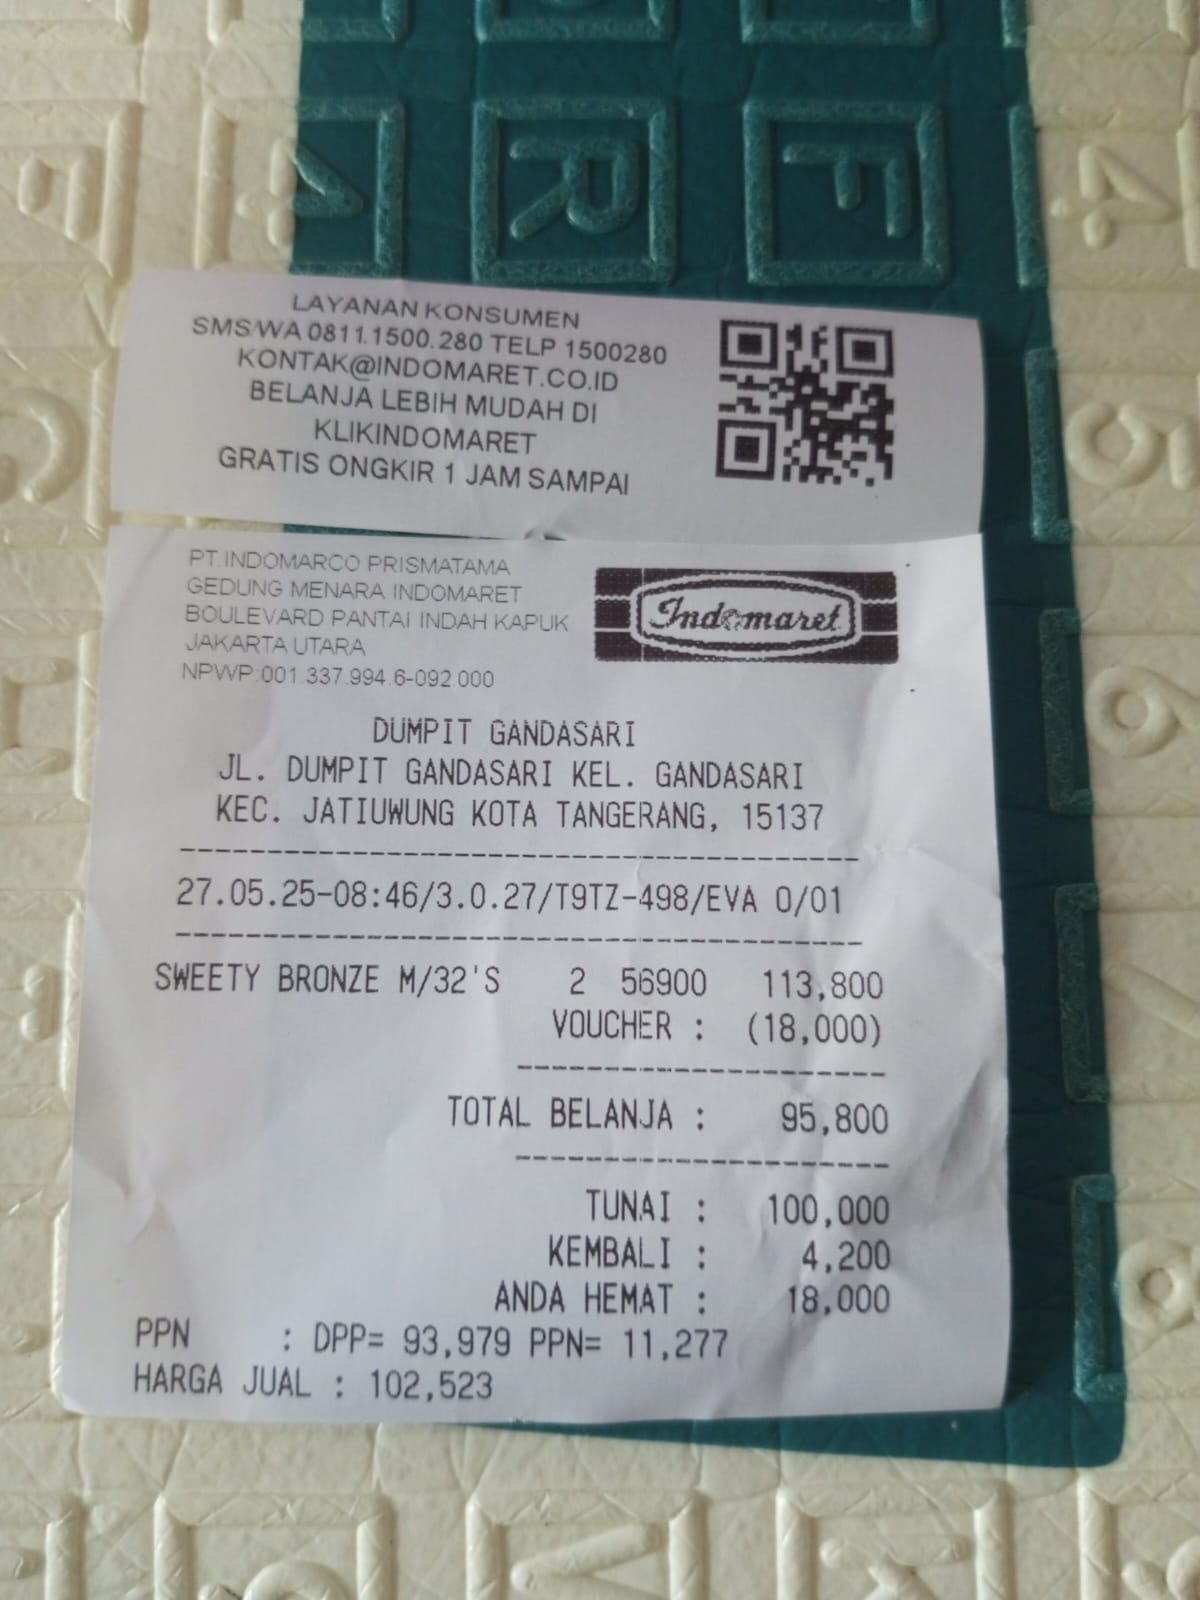 LAYANAN KONSUMEN
SMS/WA 0811.1500.280 TELP 1500280
KONTAK@INDOMARET.CO.ID
BELANJA LEBIH MUDAH DI
KLIKINDOMARET
GRATIS ONGKIR 1 JAM SAMPAI
PT.INDOMARCO PRISMATAMA
GEDUNG MENARA INDOMARET
BOULEVARD PANTAI INDAH KAPUK
JAKARTA UTARA
NPWP:001.337.994.6-092.000
Indomaret
DUMPIT GANDASARI
JL. DUMPIT GANDASARI KEL. GANDASARI
KEC. JATIUWUNG KOTA TANGERANG, 15137
27.05.25-08:46/3.0.27/T9TZ-498/EVA 0/01
SWEETY BRONZE M/32'S 2 56900 113,800
VOUCHER : (18,000)
TOTAL BELANJA : 95,800
TUNAI : 100,000
KEMBALI : 4,200
ANDA HEMAT : 18,000
PPN : DPP= 93,979 PPN= 11,277
HARGA JUAL : 102,523